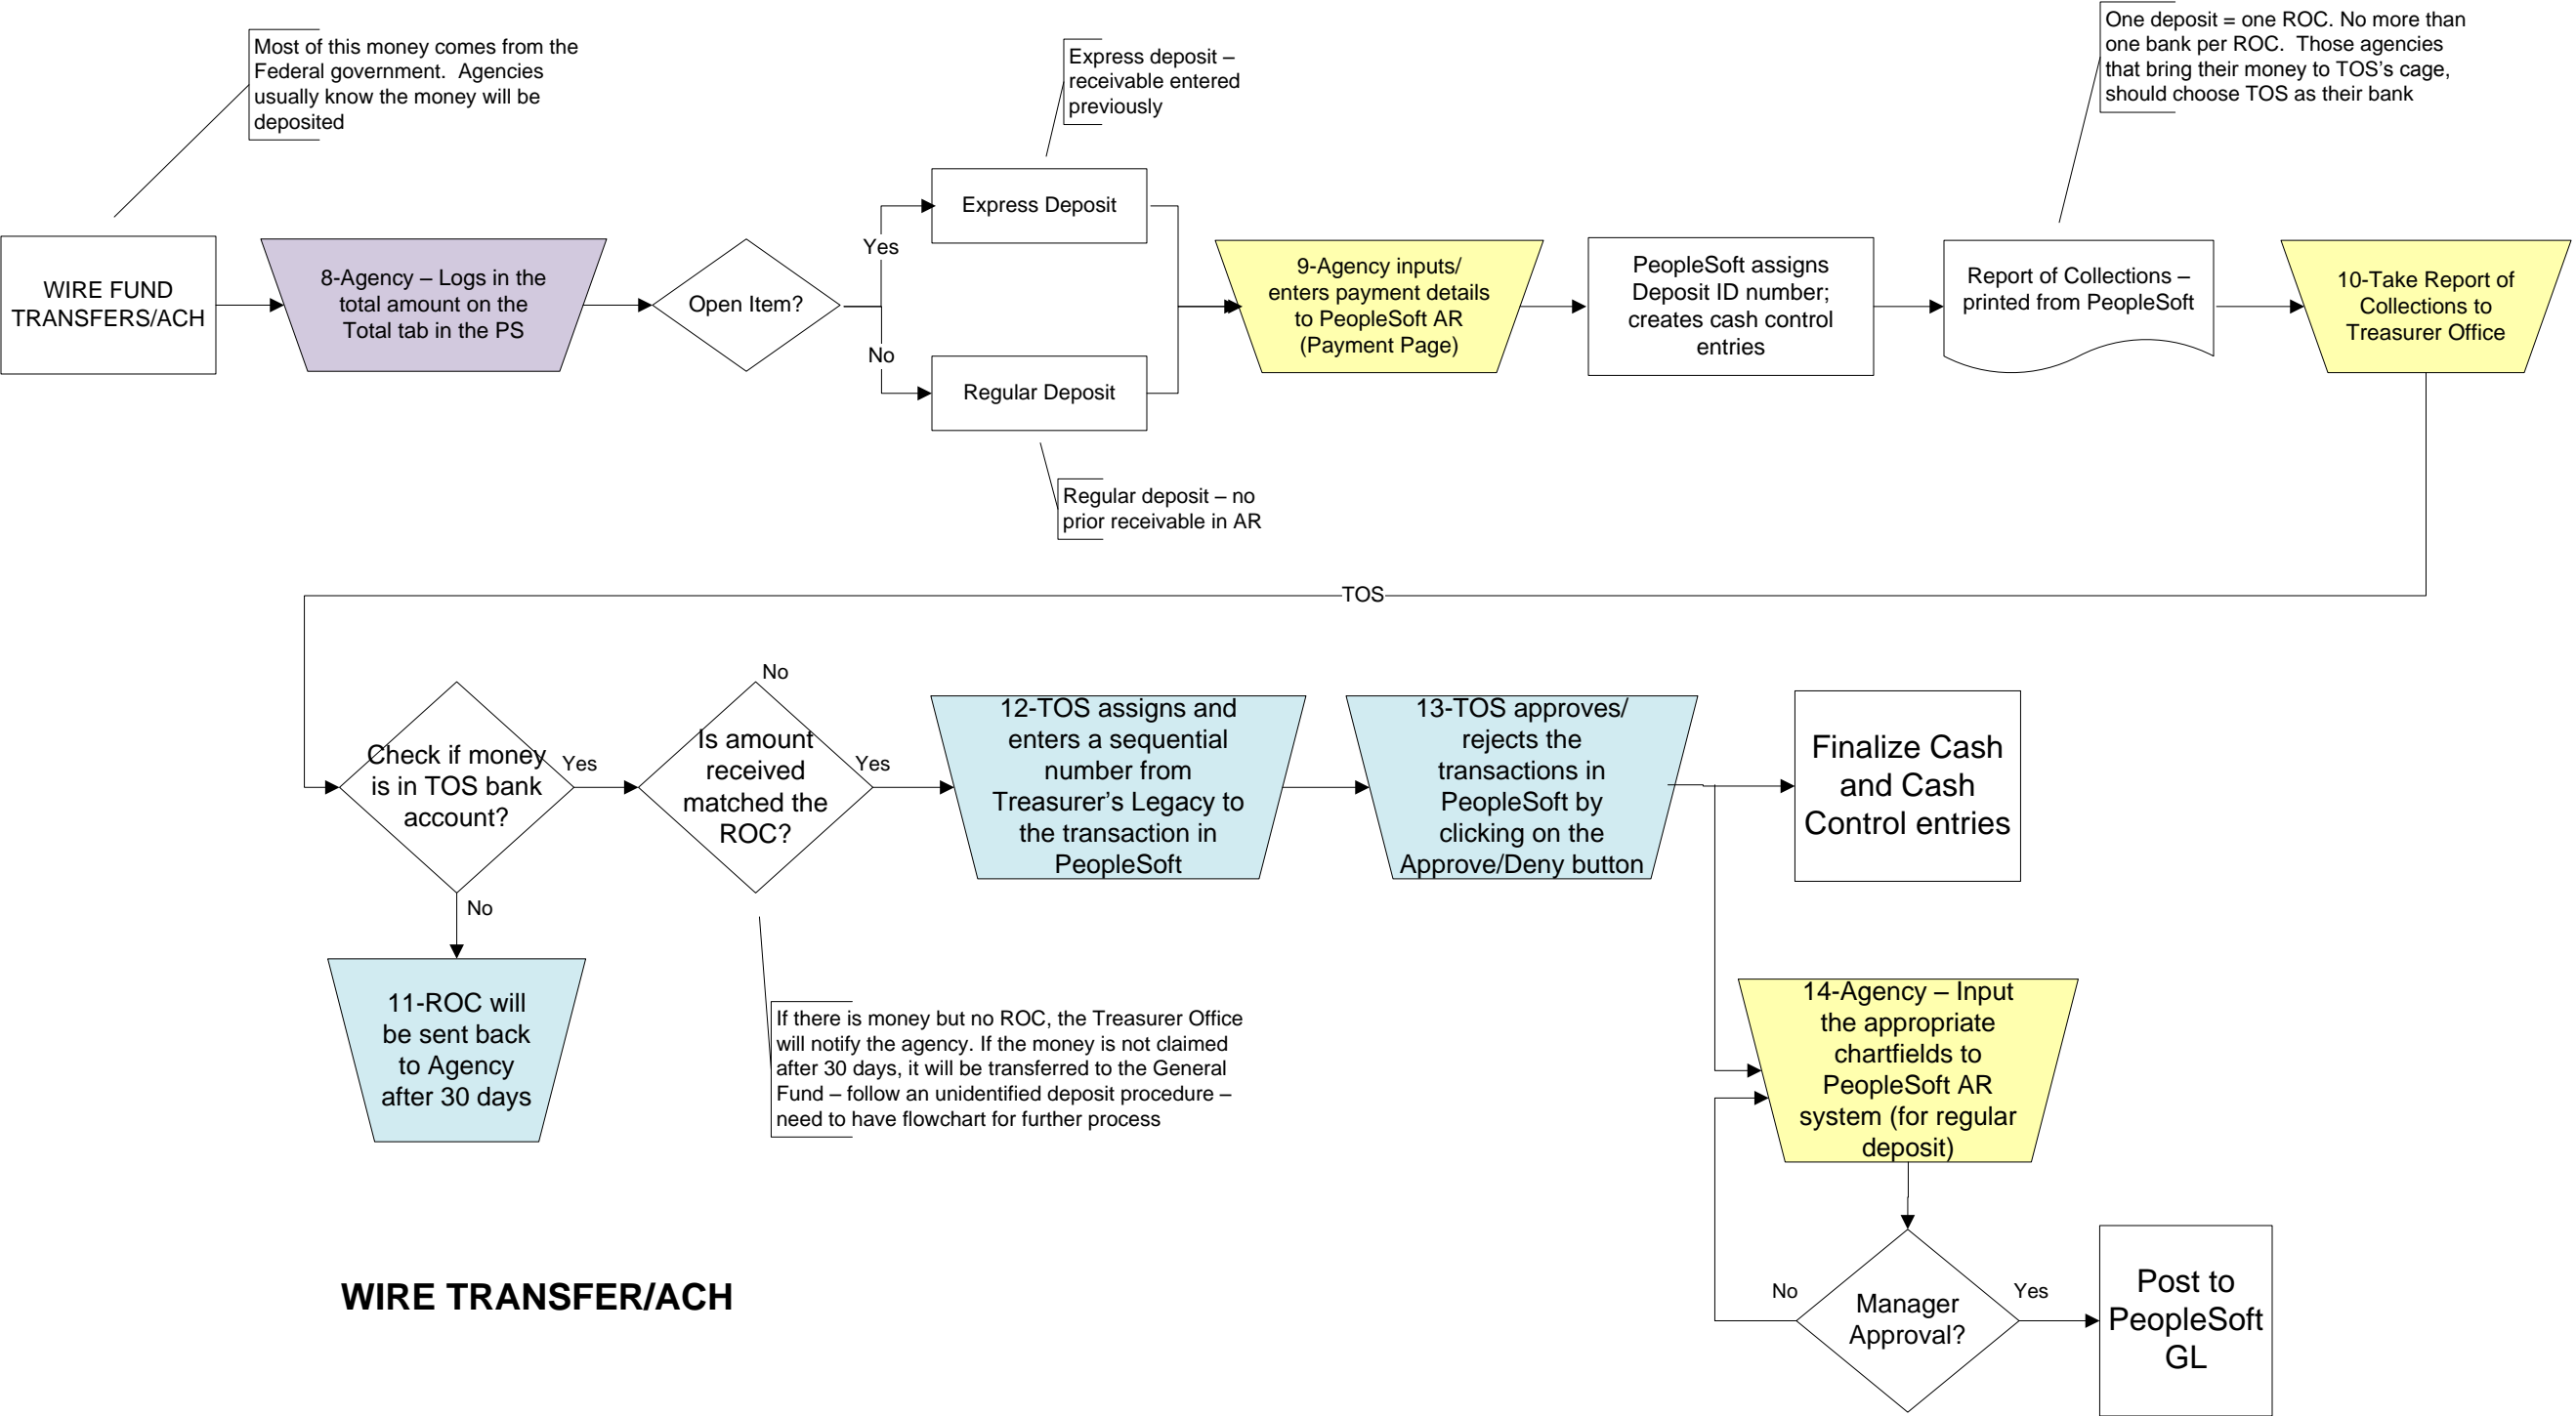 Most of this money comes from the
Federal government.  Agencies
usually know the money will be
deposited
Express deposit –
receivable entered
previously
One deposit = one ROC. No more than
one bank per ROC.  Those agencies
that bring their money to TOS's cage,
should choose TOS as their bank
WIRE FUND
TRANSFERS/ACH
8-Agency – Logs in the
total amount on the
Total tab in the PS
Open Item?
Yes
No
Express Deposit
Regular Deposit
9-Agency inputs/
enters payment details
to PeopleSoft AR
(Payment Page)
PeopleSoft assigns
Deposit ID number;
creates cash control
entries
Report of Collections –
printed from PeopleSoft
10-Take Report of
Collections to
Treasurer Office
Regular deposit – no
prior receivable in AR
TOS
Check if money
is in TOS bank
account?
Yes
No
No
Is amount
received
matched the
ROC?
Yes
12-TOS assigns and
enters a sequential
number from
Treasurer's Legacy to
the transaction in
PeopleSoft
13-TOS approves/
rejects the
transactions in
PeopleSoft by
clicking on the
Approve/Deny button
Finalize Cash
and Cash
Control entries
11-ROC will
be sent back
to Agency
after 30 days
If there is money but no ROC, the Treasurer Office
will notify the agency. If the money is not claimed
after 30 days, it will be transferred to the General
Fund – follow an unidentified deposit procedure –
need to have flowchart for further process
14-Agency – Input
the appropriate
chartfields to
PeopleSoft AR
system (for regular
deposit)
No
Manager
Approval?
Yes
Post to
PeopleSoft
GL
WIRE TRANSFER/ACH